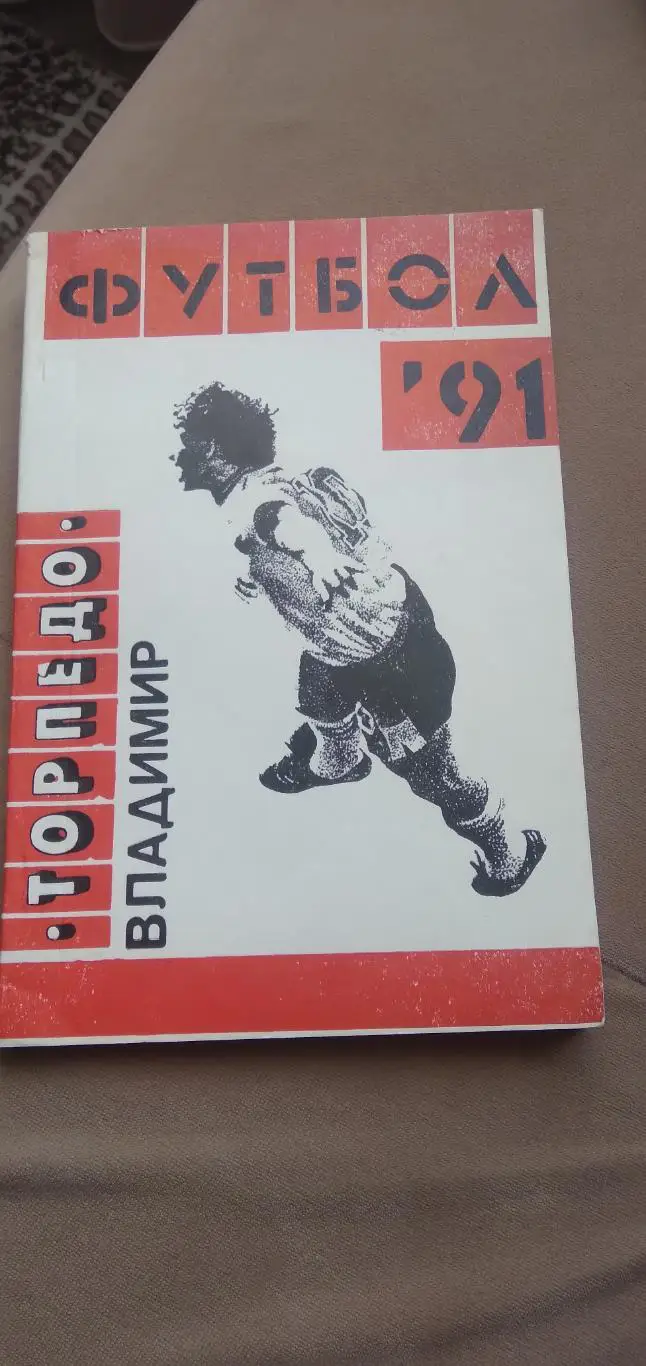 ФУТБОЛ
'91
•ТОРПЕДО•
ВЛАДИМИР